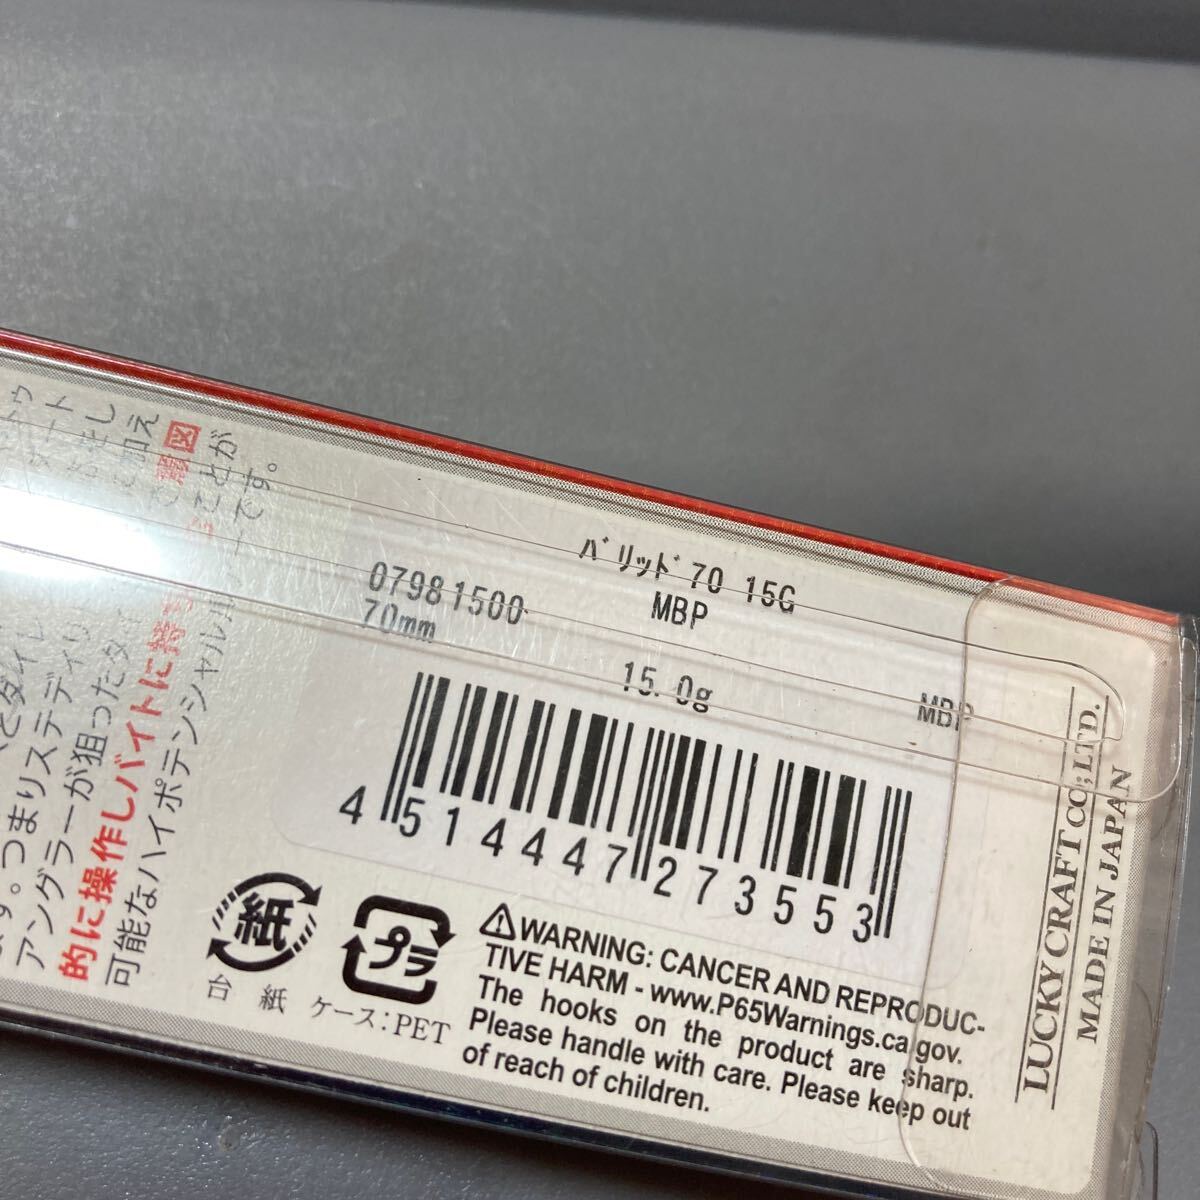 バリッド70 15G
07981500
MBP
70mm
15.0g
MBP
4 514447 273553
紙
プラ
台紙 ケース:PET
⚠WARNING: CANCER AND REPRODUC-
TIVE HARM - www.P65Warnings.ca.gov.
The hooks on the product are sharp.
Please handle with care. Please keep out
of reach of children.
LUCKY CRAFT CO;LTD.
MADE IN JAPAN
つまりステディリ
アングラーが狙った
的に操作しバイトに持
可能なハイポテンシャル
です。